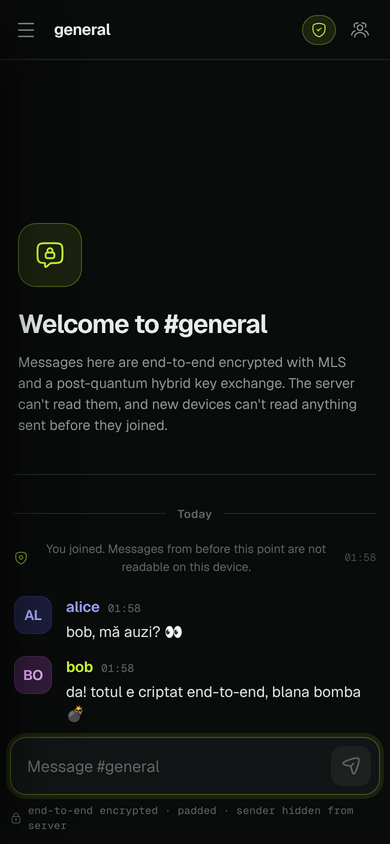 general
Welcome to #general
Messages here are end-to-end encrypted with MLS
and a post-quantum hybrid key exchange. The server
can't read them, and new devices can't read anything
sent before they joined.
Today
You joined. Messages from before this point are not
readable on this device.
01:58
AL
alice 01:58
bob, mă auzi? 👀
BO
bob 01:58
da! totul e criptat end-to-end, blana bomba
💣
Message #general
end-to-end encrypted · padded · sender hidden from
server